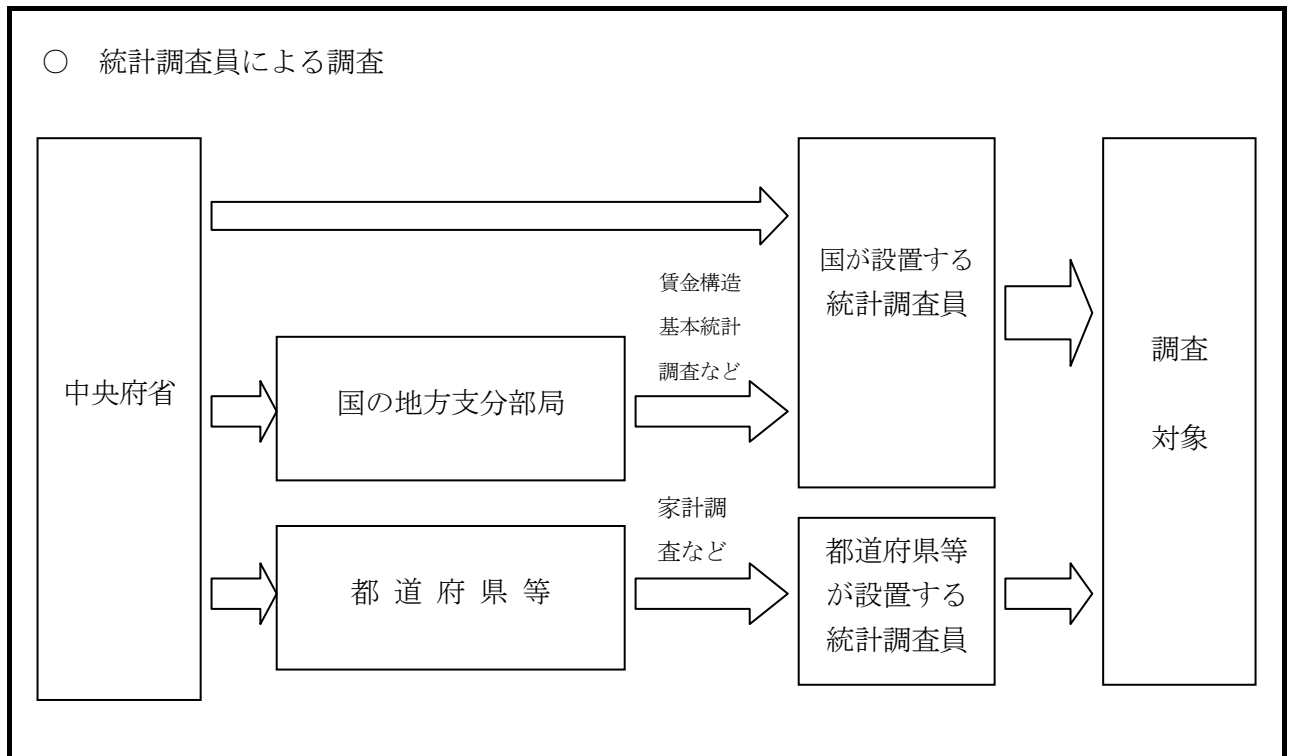 ○ 統計調査員による調査
中央府省
国の地方支分部局
都道府県等
賃金構造
基本統計
調査など
家計調
査など
国が設置する
統計調査員
都道府県等
が設置する
統計調査員
調査
対象